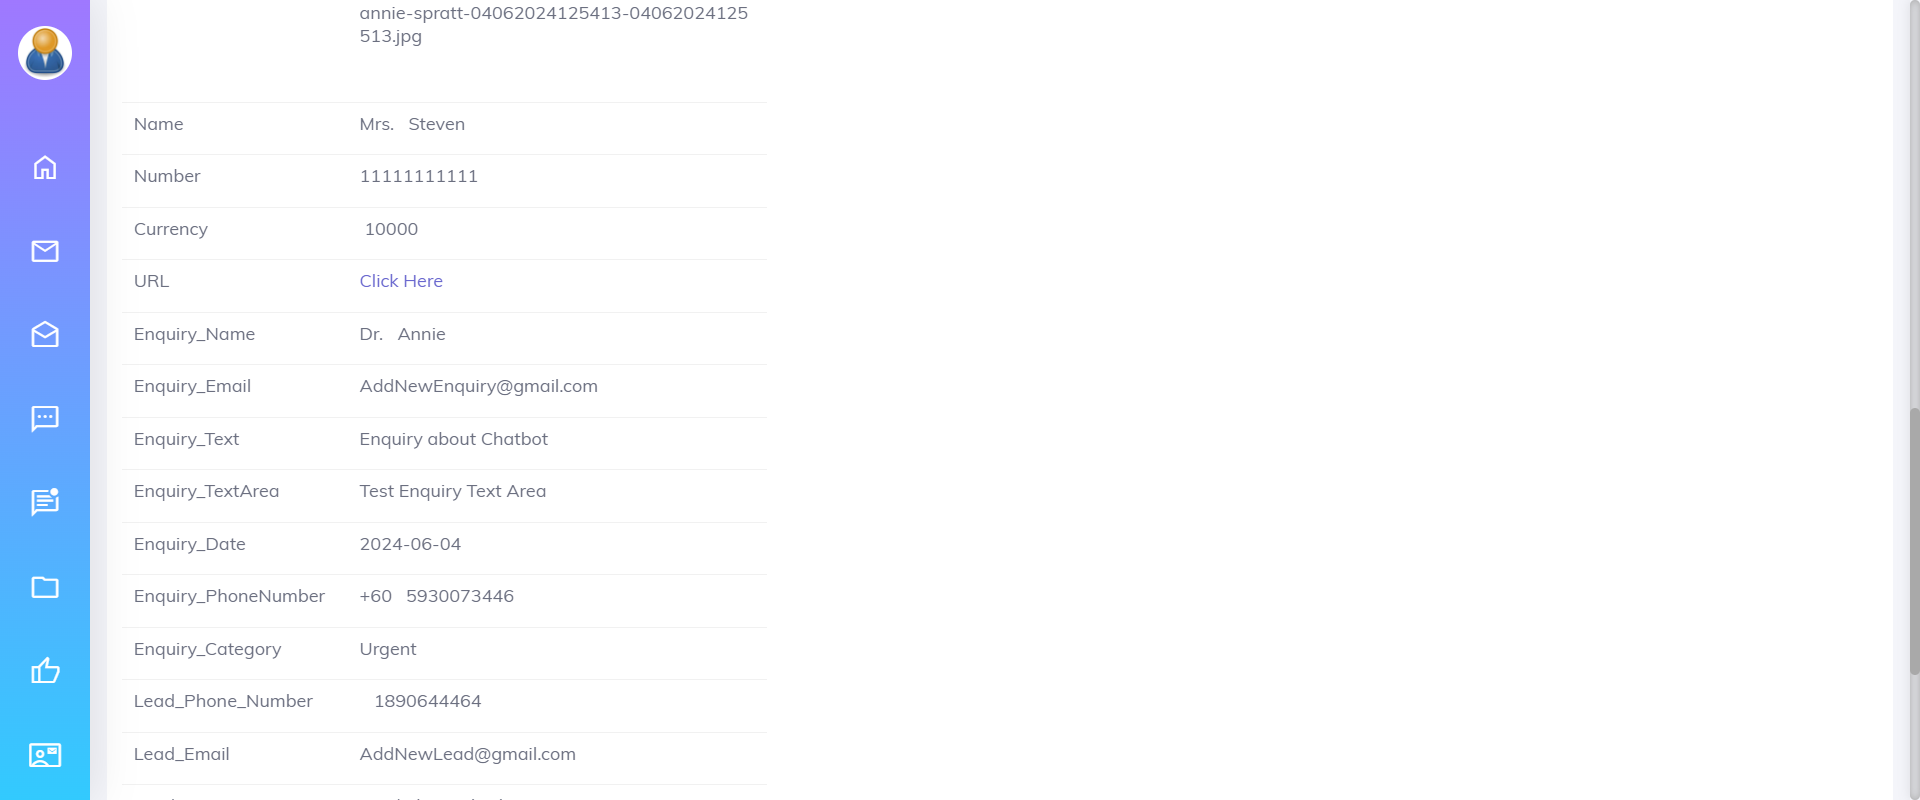 annie-spratt-04062024125413-04062024125
513.jpg
Name Mrs. Steven
Number 11111111111
Currency 10000
URL Click Here
Enquiry_Name Dr. Annie
Enquiry_Email AddNewEnquiry@gmail.com
Enquiry_Text Enquiry about Chatbot
Enquiry_TextArea Test Enquiry Text Area
Enquiry_Date 2024-06-04
Enquiry_PhoneNumber +60 5930073446
Enquiry_Category Urgent
Lead_Phone_Number 1890644464
Lead_Email AddNewLead@gmail.com